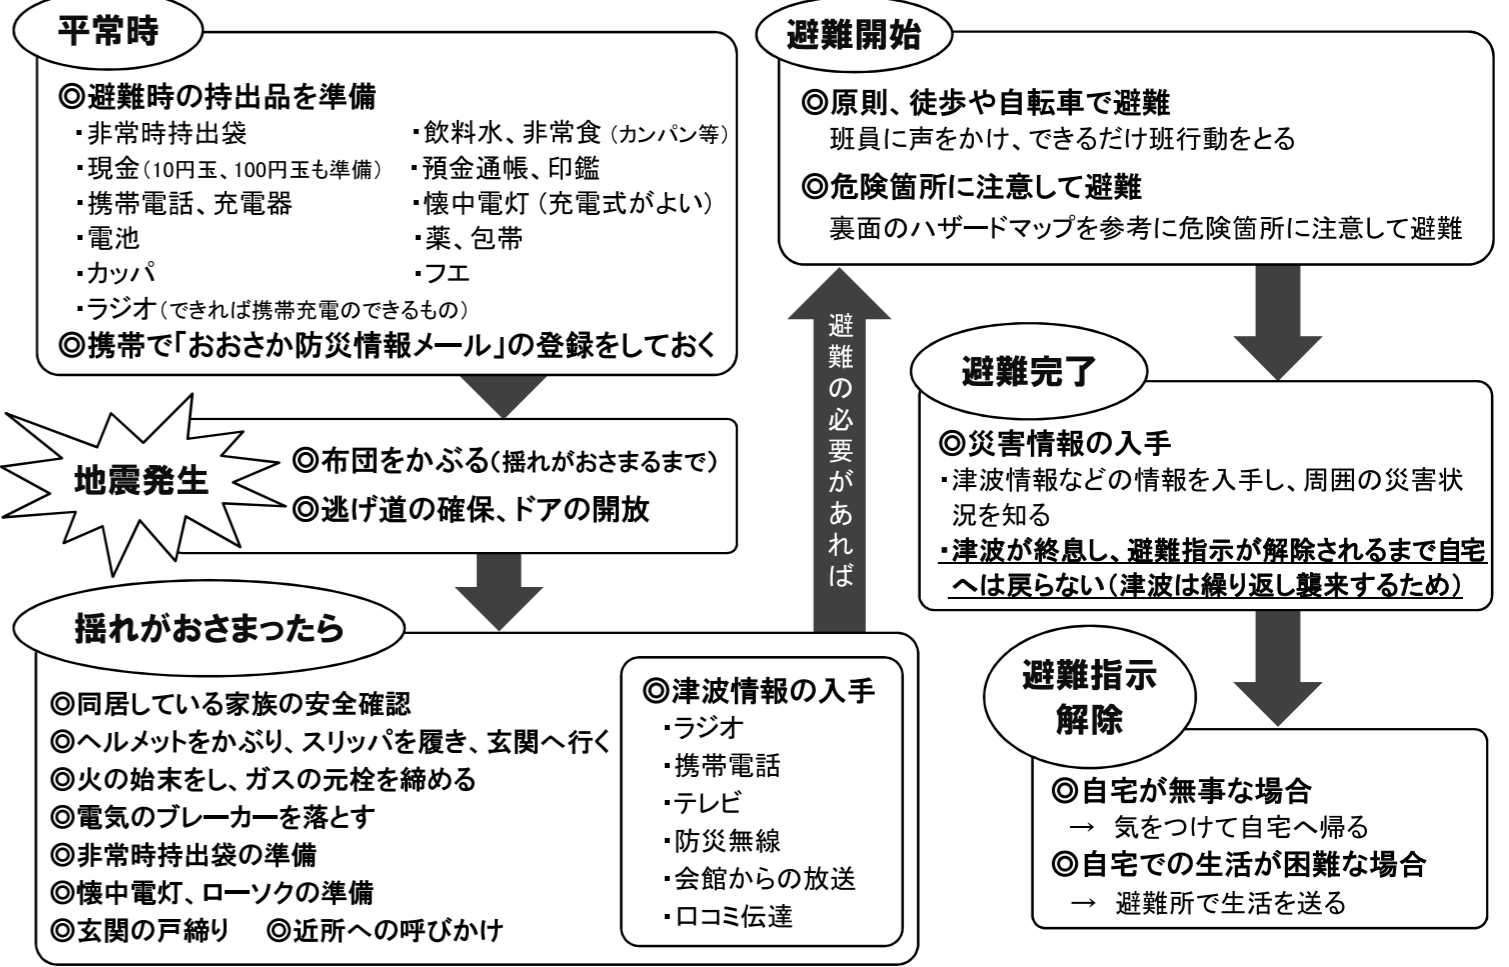 平常時
◎避難時の持出品を準備
・非常時持出袋
・現金(10円玉、100円玉も準備)
・携帯電話、充電器
・電池
・カッパ
・ラジオ(できれば携帯充電のできるもの)
・飲料水、非常食(カンパン等)
・預金通帳、印鑑
・懐中電灯(充電式がよい)
・薬、包帯
・フエ
◎携帯で「おおさか防災情報メール」の登録をしておく
地震発生
◎布団をかぶる(揺れがおさまるまで)
◎逃げ道の確保、ドアの開放
揺れがおさまったら
◎同居している家族の安全確認
◎ヘルメットをかぶり、スリッパを履き、玄関へ行く
◎火の始末をし、ガスの元栓を締める
◎電気のブレーカーを落とす
◎非常時持出袋の準備
◎懐中電灯、ローソクの準備
◎玄関の戸締り ◎近所への呼びかけ
◎津波情報の入手
・ラジオ
・携帯電話
・テレビ
・防災無線
・会館からの放送
・口コミ伝達
避難の必要があれば
避難開始
◎原則、徒歩や自転車で避難
班員に声をかけ、できるだけ班行動をとる
◎危険箇所に注意して避難
裏面のハザードマップを参考に危険箇所に注意して避難
避難完了
◎災害情報の入手
・津波情報などの情報を入手し、周囲の災害状
況を知る
・津波が終息し、避難指示が解除されるまで自宅
へは戻らない(津波は繰り返し襲来するため)
避難指示
解除
◎自宅が無事な場合
→ 気をつけて自宅へ帰る
◎自宅での生活が困難な場合
→ 避難所で生活を送る